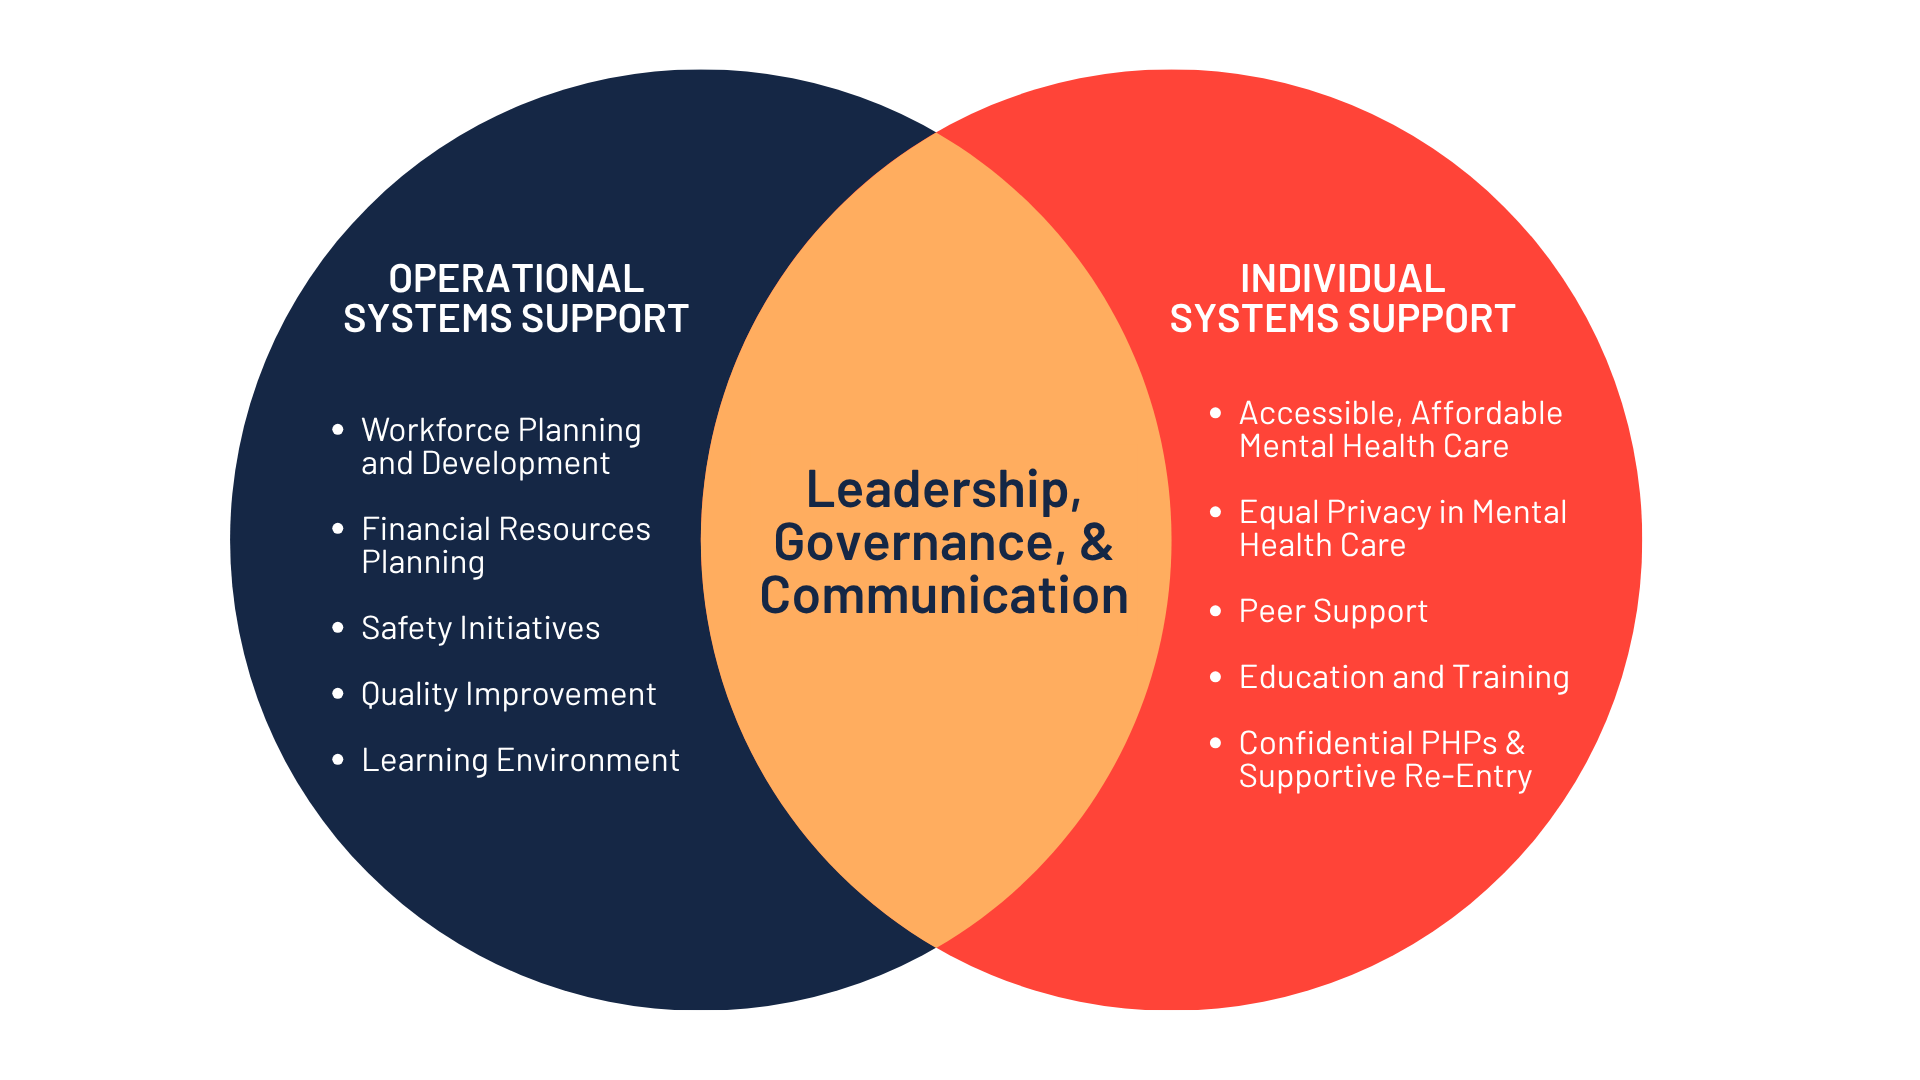 OPERATIONAL
SYSTEMS SUPPORT
• Workforce Planning
and Development
• Financial Resources
Planning
• Safety Initiatives
• Quality Improvement
• Learning Environment
Leadership,
Governance, &
Communication
INDIVIDUAL
SYSTEMS SUPPORT
• Accessible, Affordable
Mental Health Care
• Equal Privacy in Mental
Health Care
• Peer Support
• Education and Training
• Confidential PHPs &
Supportive Re-Entry